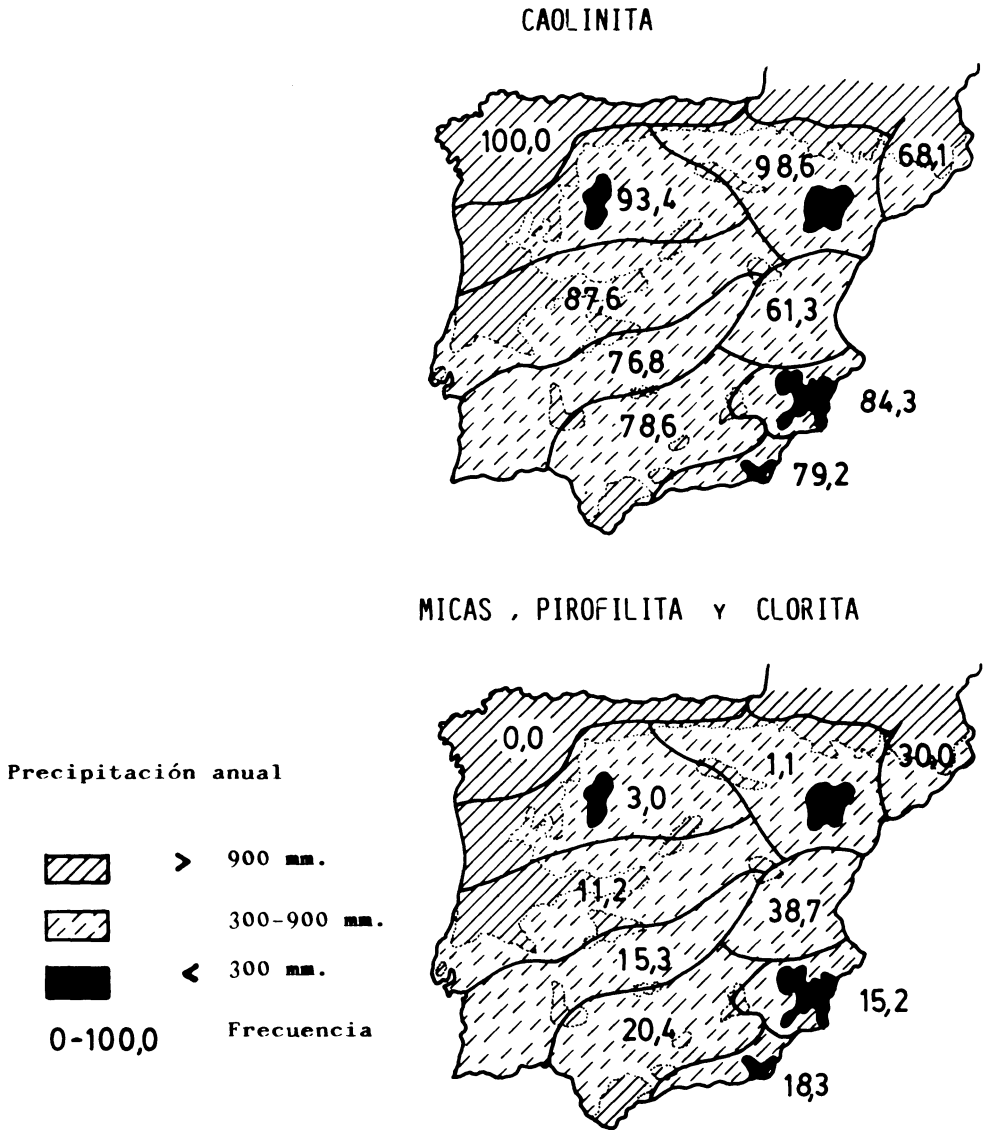 CAOLINITA
100,0
98,6
68,1
93,4
87,6
61,3
76,8
84,3
78,6
79,2
MICAS , PIROFILITA Y CLORITA
0,0
1,1
30,0
3,0
11,2
38,7
15,3
15,2
20,4
18,3
Precipitación anual
> 900 mm.
300-900 mm.
< 300 mm.
0-100,0 Frecuencia